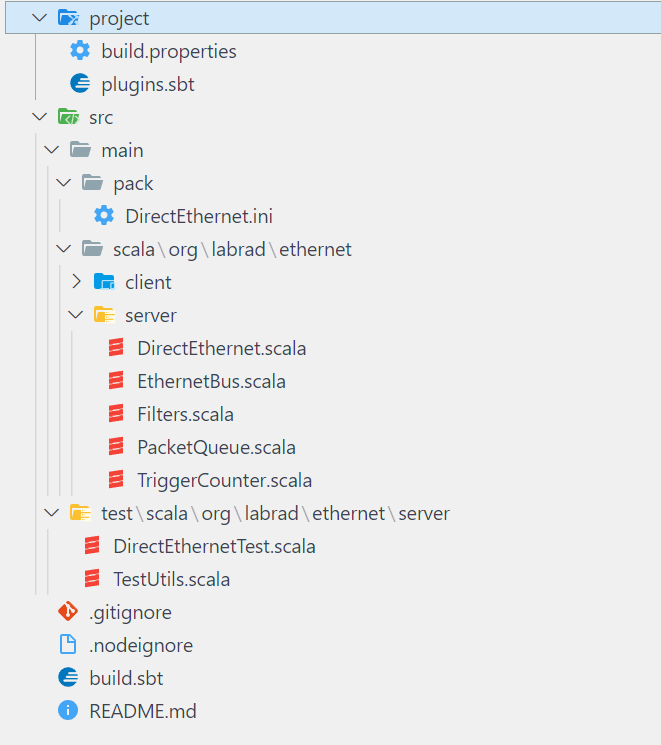 project
build.properties
plugins.sbt
src
main
pack
DirectEthernet.ini
scala\org\labrad\ethernet
client
server
DirectEthernet.scala
EthernetBus.scala
Filters.scala
PacketQueue.scala
TriggerCounter.scala
test\scala\org\labrad\ethernet\server
DirectEthernetTest.scala
TestUtils.scala
.gitignore
.nodeignore
build.sbt
README.md